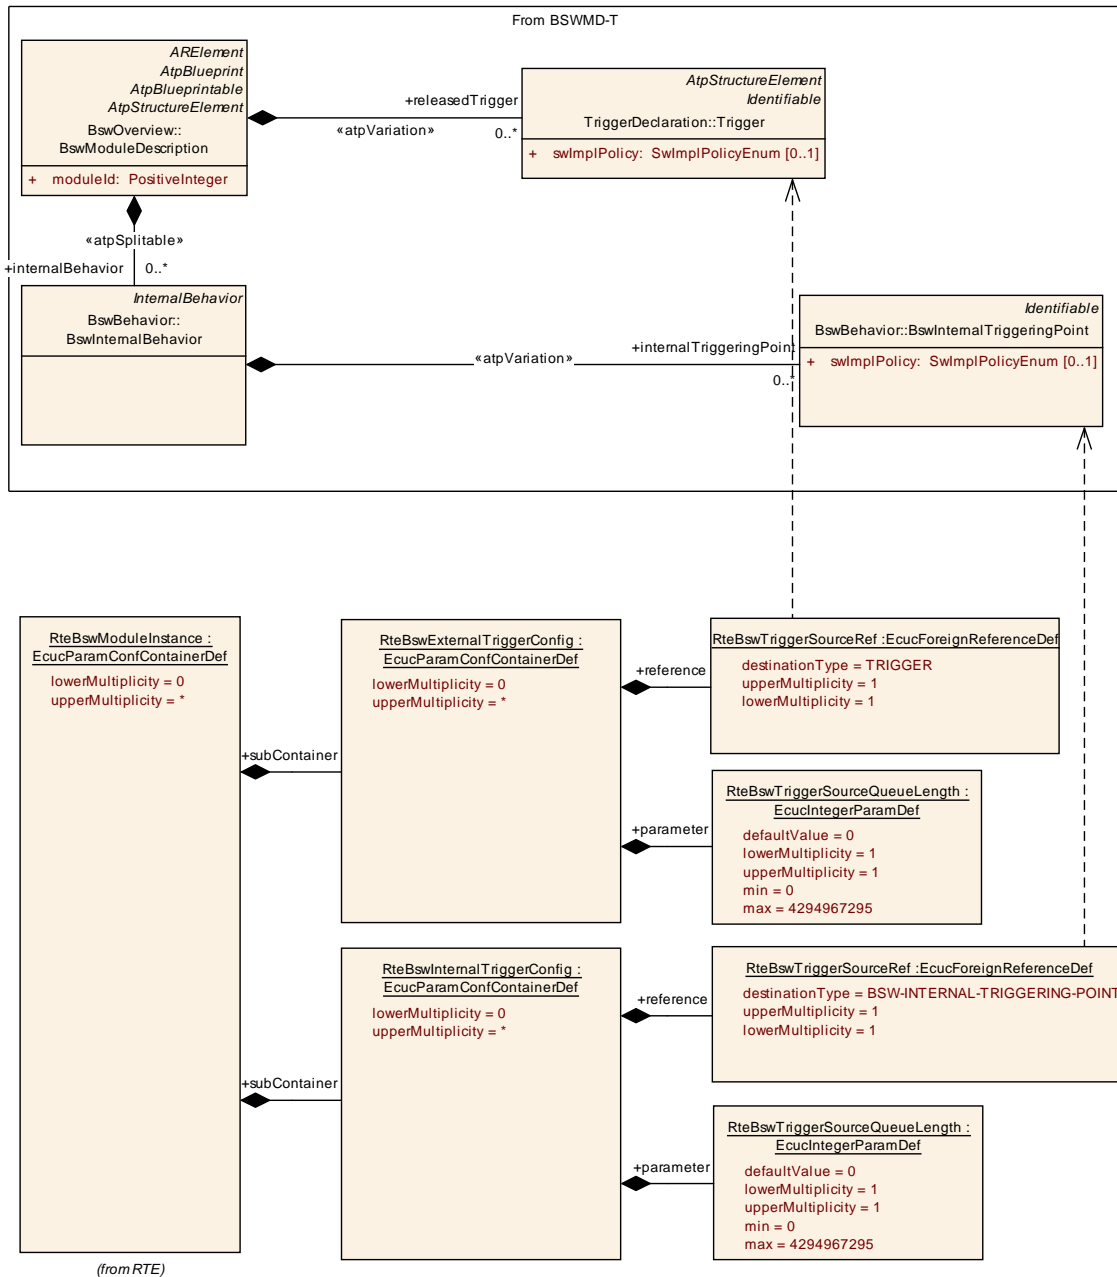 From BSWMD-T
ARElement
AtpBlueprint
AtpBlueprintable
AtpStructureElement
BswOverview::
BswModuleDescription
+ moduleId: PositiveInteger
+releasedTrigger
«atpVariation» 0..*
AtpStructureElement
Identifiable
TriggerDeclaration::Trigger
+ swImplPolicy: SwImplPolicyEnum [0..1]
«atpSplitable»
+internalBehavior 0..*
InternalBehavior
BswBehavior::
BswInternalBehavior
«atpVariation»
+internalTriggeringPoint
0..*
Identifiable
BswBehavior::BswInternalTriggeringPoint
+ swImplPolicy: SwImplPolicyEnum [0..1]
RteBswModuleInstance :
EcucParamConfContainerDef
lowerMultiplicity = 0
upperMultiplicity = *
+subContainer
RteBswExternalTriggerConfig :
EcucParamConfContainerDef
lowerMultiplicity = 0
upperMultiplicity = *
+reference
RteBswTriggerSourceRef :EcucForeignReferenceDef
destinationType = TRIGGER
upperMultiplicity = 1
lowerMultiplicity = 1
+parameter
RteBswTriggerSourceQueueLength :
EcucIntegerParamDef
defaultValue = 0
lowerMultiplicity = 1
upperMultiplicity = 1
min = 0
max = 4294967295
+subContainer
RteBswInternalTriggerConfig :
EcucParamConfContainerDef
lowerMultiplicity = 0
upperMultiplicity = *
+reference
RteBswTriggerSourceRef :EcucForeignReferenceDef
destinationType = BSW-INTERNAL-TRIGGERING-POINT
upperMultiplicity = 1
lowerMultiplicity = 1
+parameter
RteBswTriggerSourceQueueLength :
EcucIntegerParamDef
defaultValue = 0
lowerMultiplicity = 1
upperMultiplicity = 1
min = 0
max = 4294967295
(from RTE)